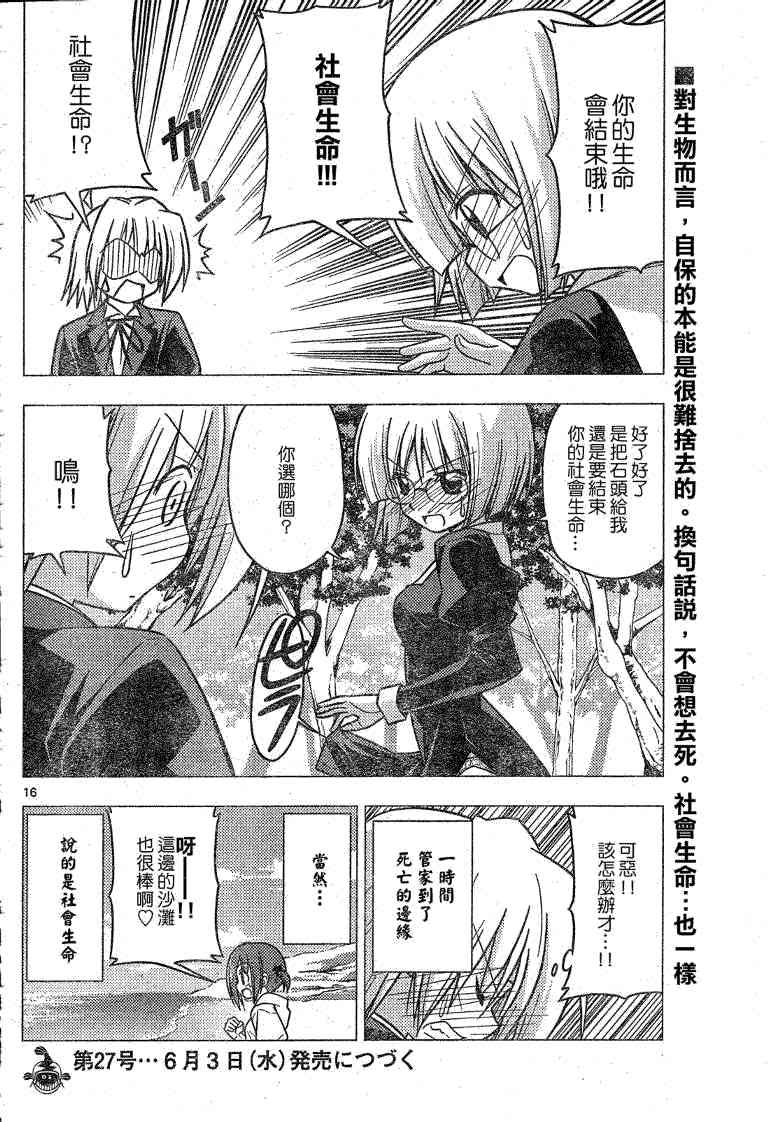 ■對生物而言，自保的本能是很難捨去的。換句話說，不會想去死。社會生命…也一樣
你的生命
會結束哦!!
社會生命!!!
社會生命!?
ガーン
好了好了
是把石頭給我
還是要結束
你的社會生命…
你選哪個?
ピラ
嗚!!
16
可惡!!
該怎麼辦才…!!
一時間
管家到了
死亡的邊緣
當然…
呀──!!
這邊的沙灘
也很棒啊♡
說的是社會生命
第27号…6月3日(水)発売につづく